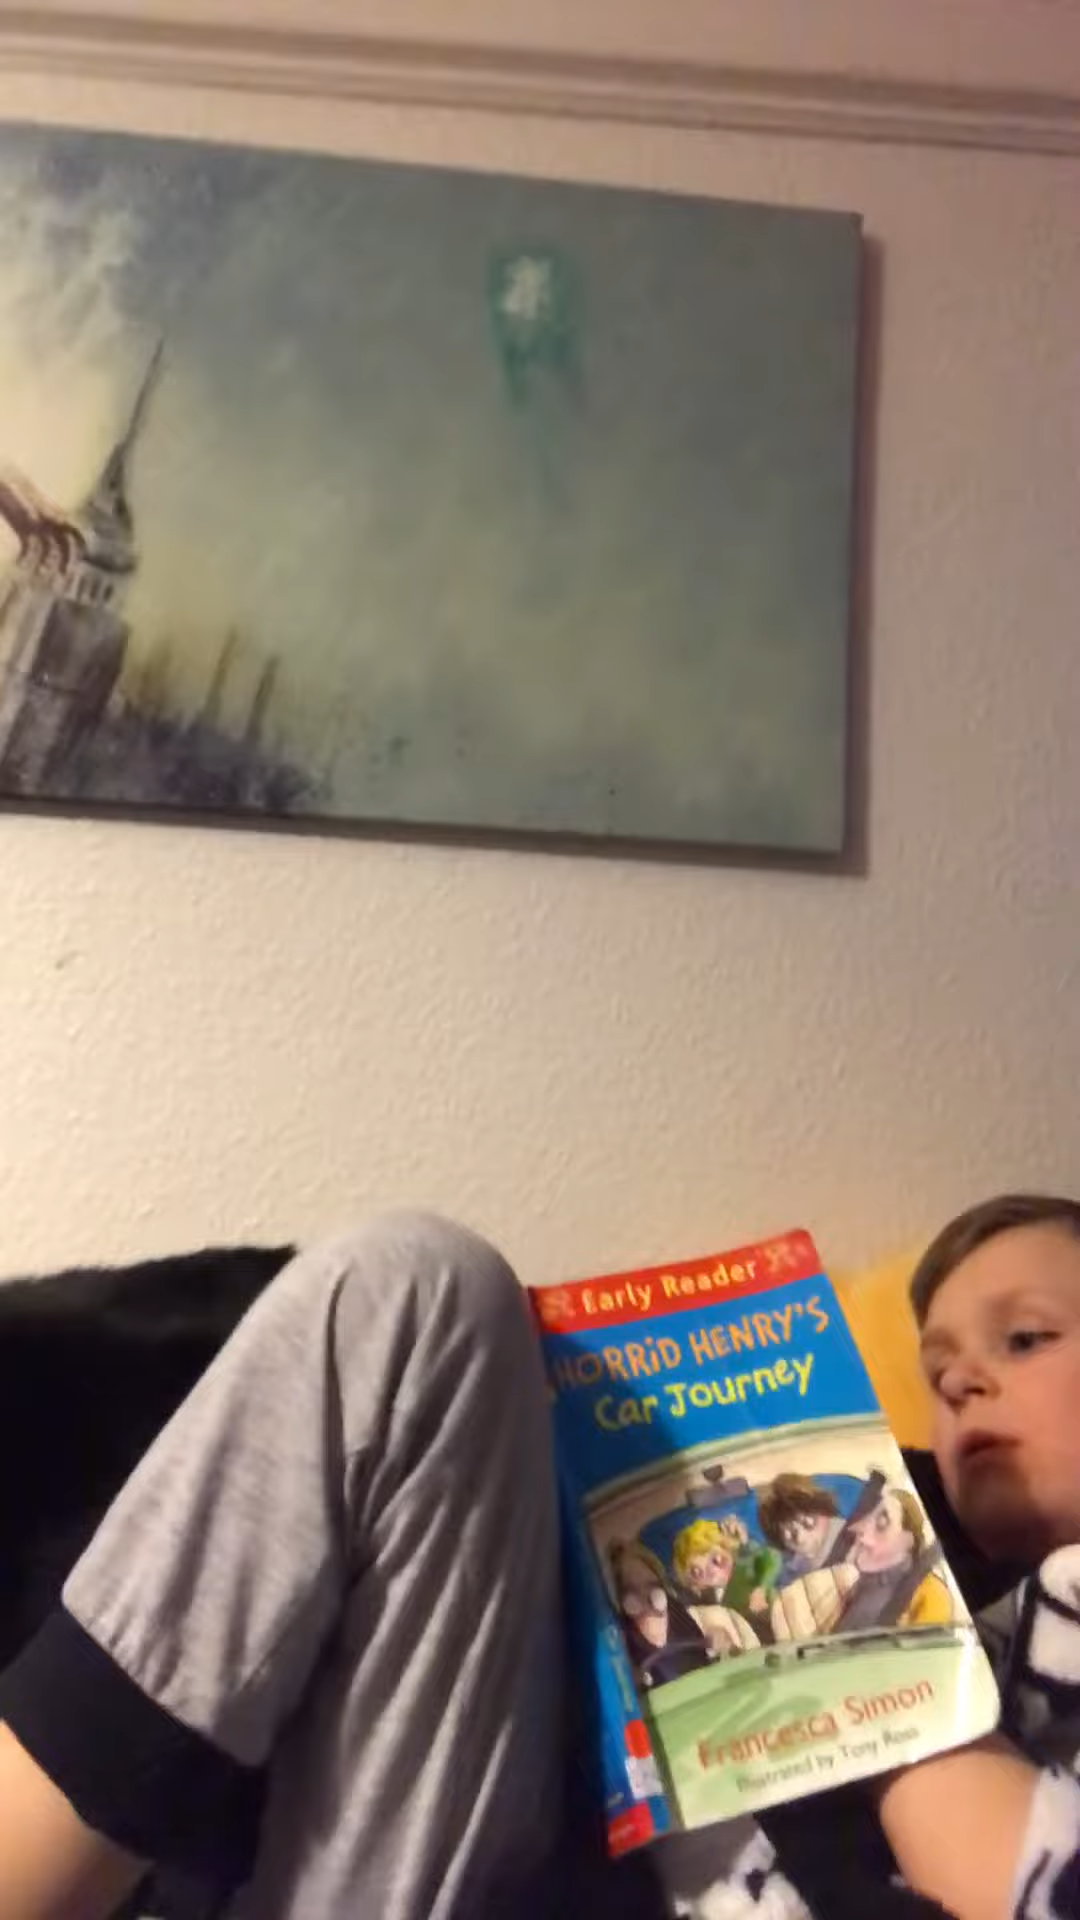 Early Reader
HORRiD HENRY'S
Car Journey
Francesca Simon
Illustrated by Tony Ross